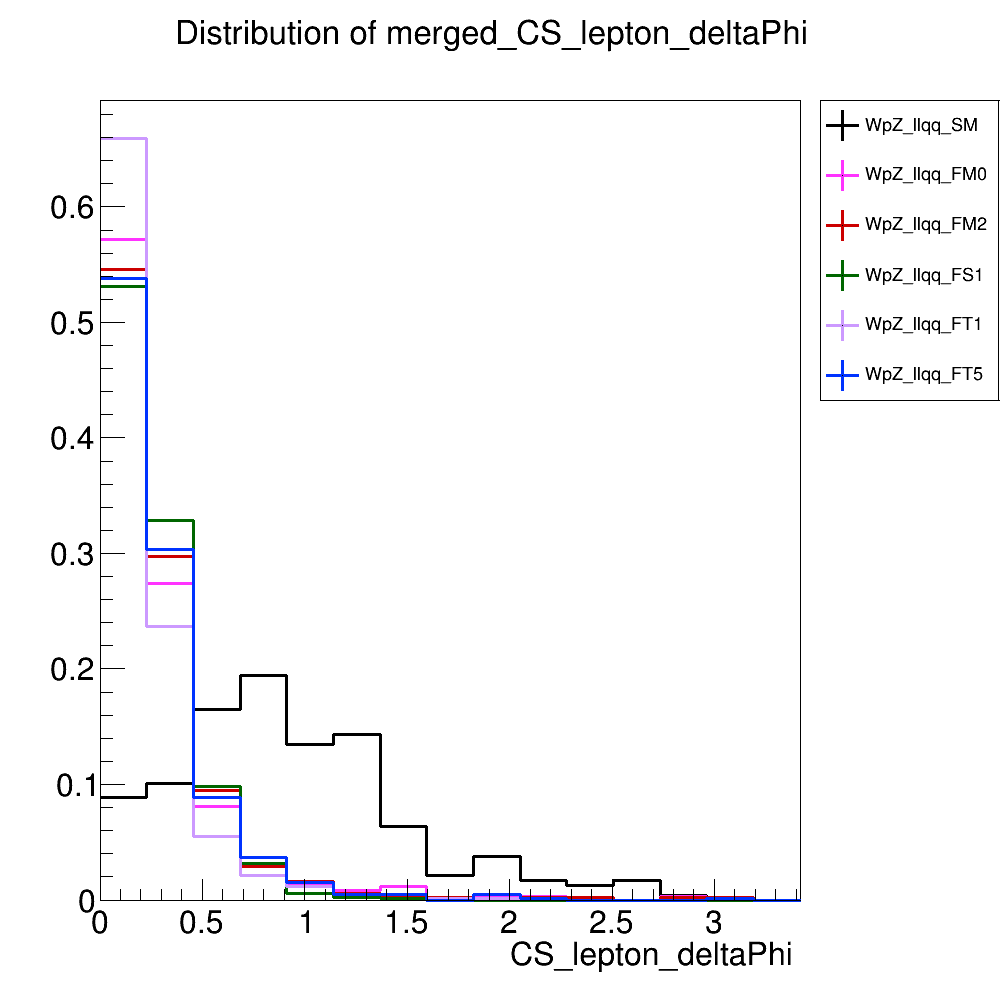 Distribution of merged_CS_lepton_deltaPhi
WpZ_llqq_SM
WpZ_llqq_FM0
WpZ_llqq_FM2
WpZ_llqq_FS1
WpZ_llqq_FT1
WpZ_llqq_FT5
0.6
0.5
0.4
0.3
0.2
0.1
0
0 0.5 1 1.5 2 2.5 3
CS_lepton_deltaPhi